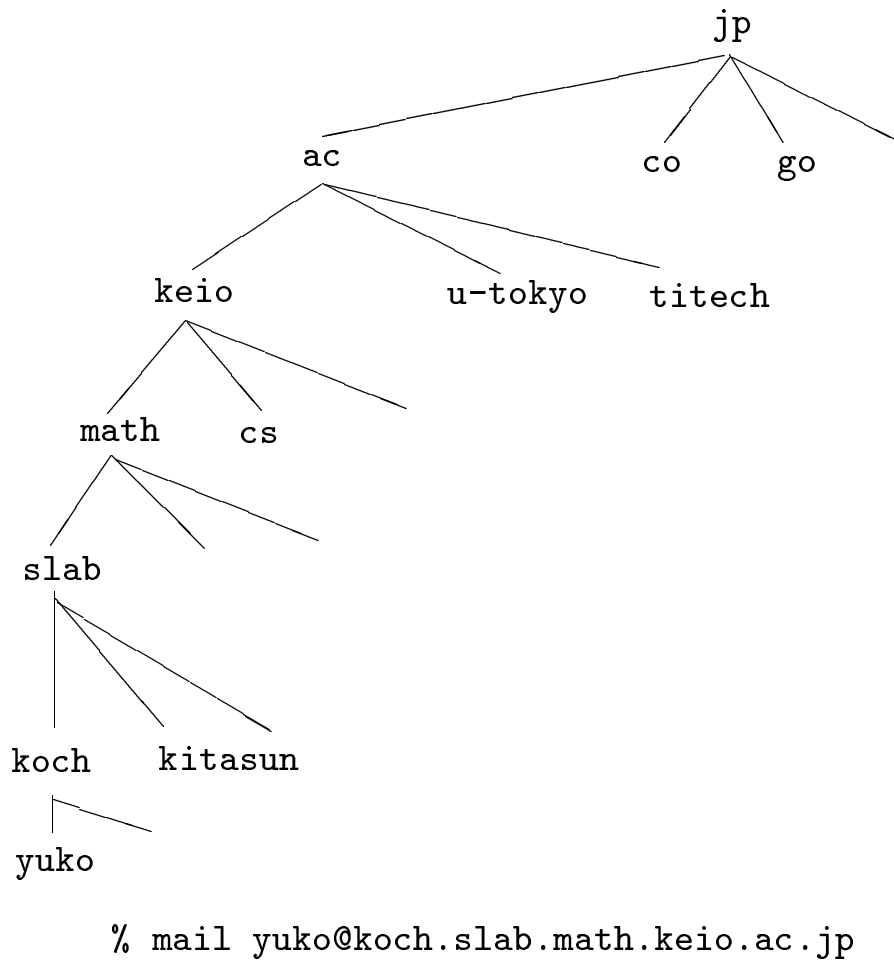 jp
ac co go
keio u-tokyo titech
math cs
slab
koch kitasun
yuko
% mail yuko@koch.slab.math.keio.ac.jp